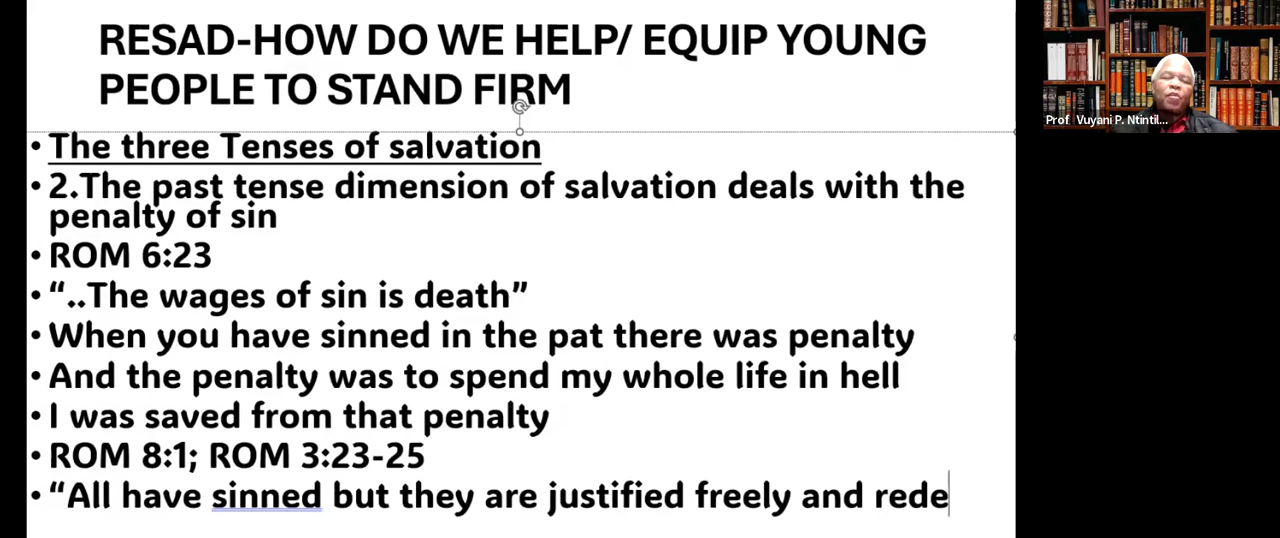 RESAD-HOW DO WE HELP/ EQUIP YOUNG
PEOPLE TO STAND FIRM
• The three Tenses of salvation
• 2.The past tense dimension of salvation deals with the
penalty of sin
• ROM 6:23
• “..The wages of sin is death”
• When you have sinned in the pat there was penalty
• And the penalty was to spend my whole life in hell
• I was saved from that penalty
• ROM 8:1; ROM 3:23-25
• “All have sinned but they are justified freely and rede
Prof Vuyani P. Ntintil...